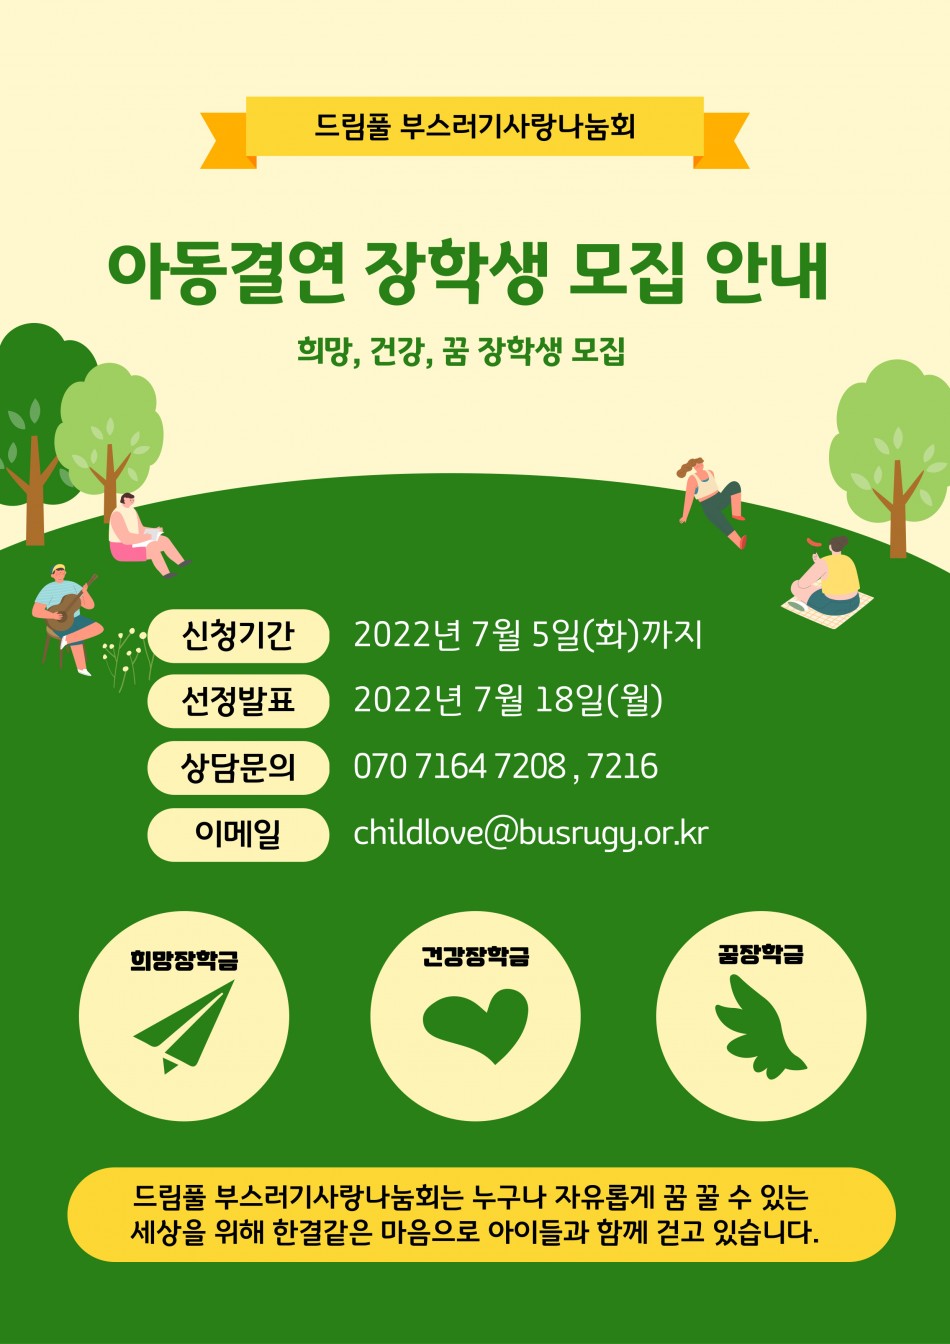 드림풀 부스러기사랑나눔회
아동결연 장학생 모집 안내
희망, 건강, 꿈 장학생 모집
신청기간 2022년 7월 5일(화)까지
선정발표 2022년 7월 18일(월)
상담문의 070 7164 7208 , 7216
이메일 childlove@busrugy.or.kr
희망장학금 건강장학금 꿈장학금
드림풀 부스러기사랑나눔회는 누구나 자유롭게 꿈 꿀 수 있는
세상을 위해 한결같은 마음으로 아이들과 함께 걷고 있습니다.